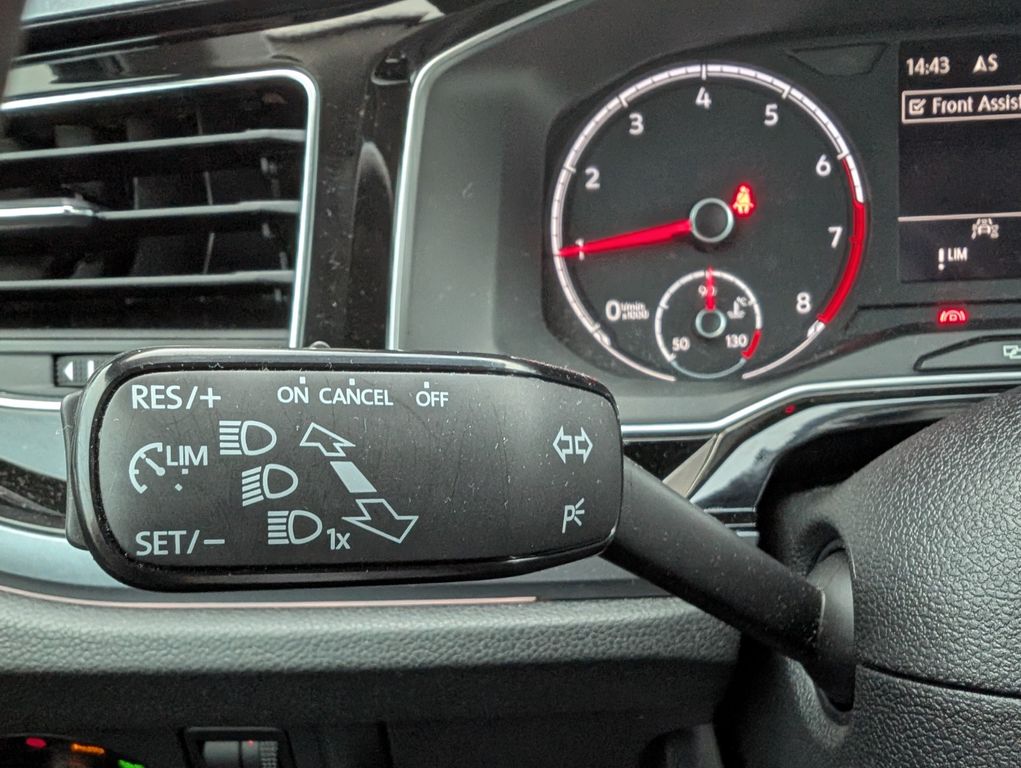 14:43 AS
Front Assist
LIM
1
2
3
4
5
6
7
8
0 1/min
x1000
50
90
130
°C
RES/+
ON CANCEL OFF
LIM
SET/−
1x
P